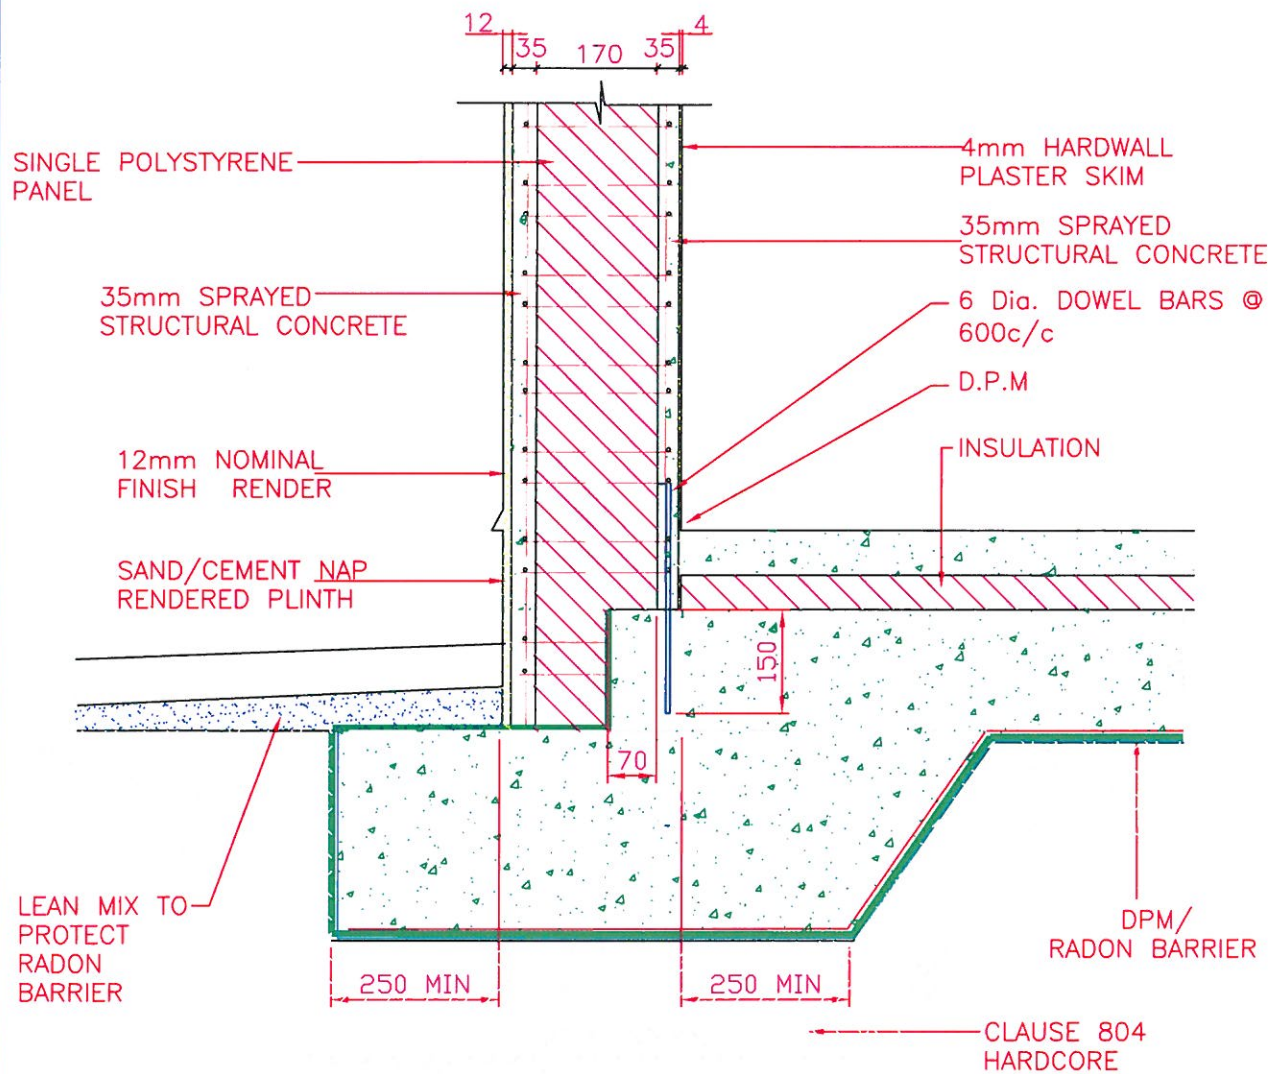 12 35 170 35 4
SINGLE POLYSTYRENE
PANEL
4mm HARDWALL
PLASTER SKIM
35mm SPRAYED
STRUCTURAL CONCRETE
35mm SPRAYED
STRUCTURAL CONCRETE
6 Dia. DOWEL BARS @
600c/c
D.P.M
INSULATION
12mm NOMINAL
FINISH RENDER
SAND/CEMENT NAP
RENDERED PLINTH
150
70
LEAN MIX TO
PROTECT
RADON
BARRIER
DPM/
RADON BARRIER
250 MIN
250 MIN
CLAUSE 804
HARDCORE